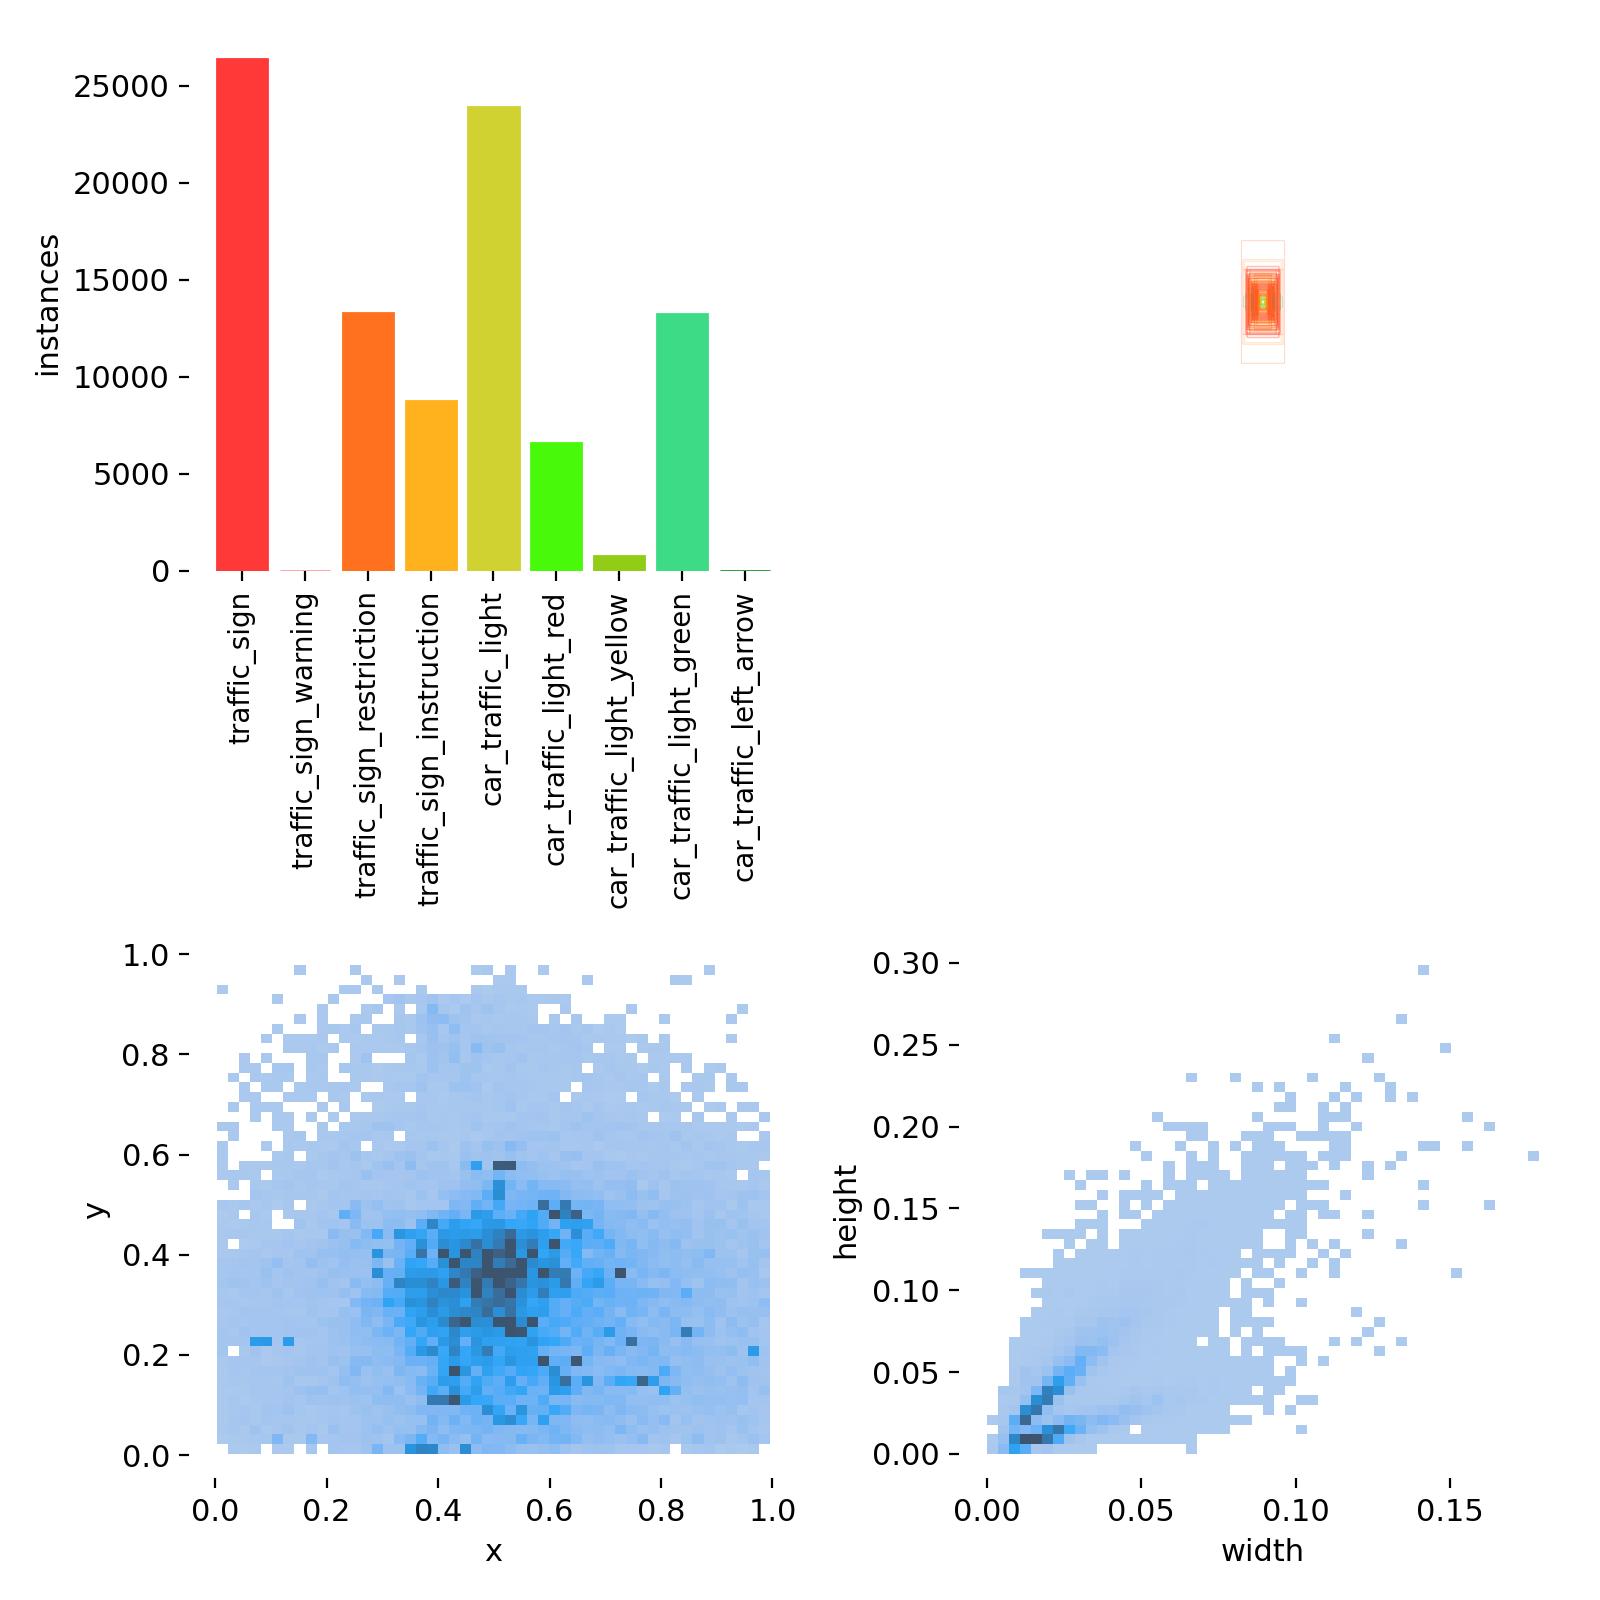 25000
20000
15000
10000
5000
0
instances
traffic_sign
traffic_sign_warning
traffic_sign_restriction
traffic_sign_instruction
car_traffic_light
car_traffic_light_red
car_traffic_light_yellow
car_traffic_light_green
car_traffic_left_arrow
1.0
0.8
0.6
0.4
0.2
0.0
y
0.0 0.2 0.4 0.6 0.8 1.0
x
0.30
0.25
0.20
0.15
0.10
0.05
0.00
height
0.00 0.05 0.10 0.15
width